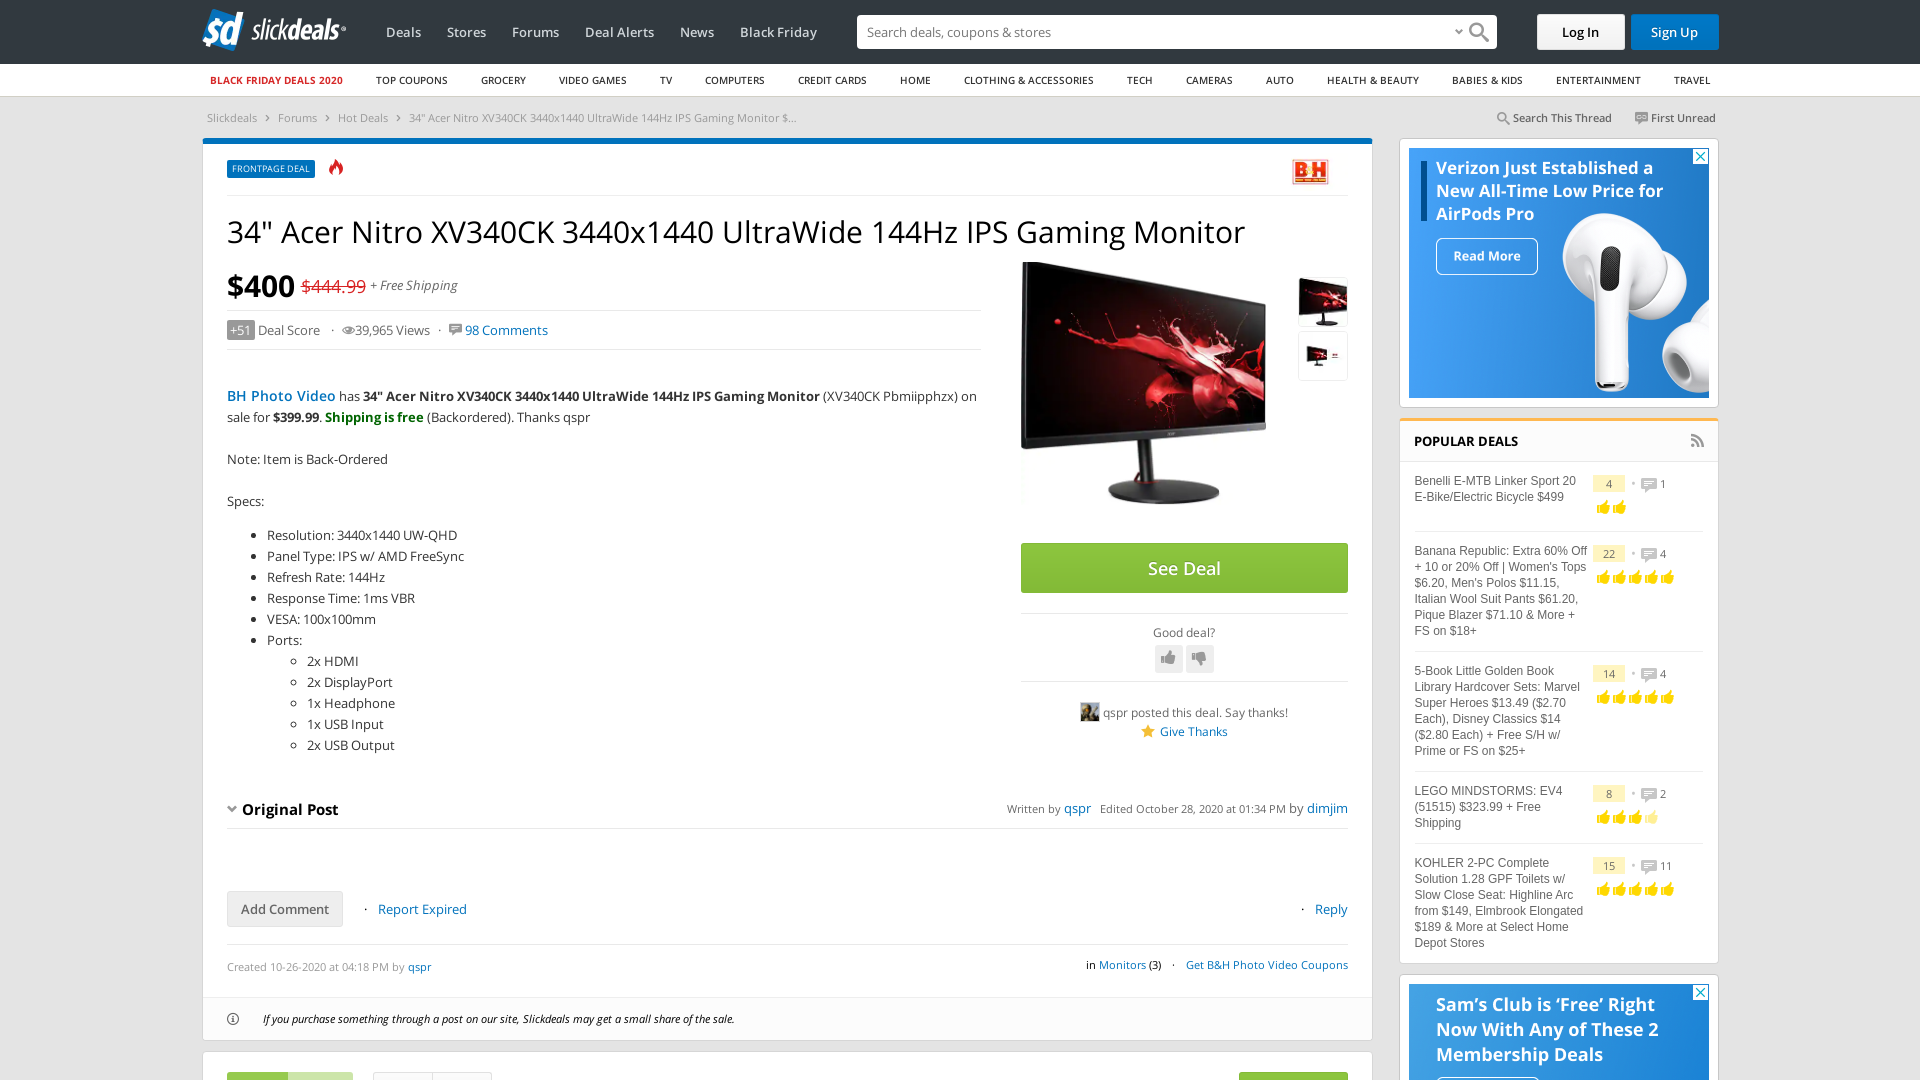 sd slickdeals
Deals Stores Forums Deal Alerts News Black Friday
Search deals, coupons & stores
Log In Sign Up
BLACK FRIDAY DEALS 2020 TOP COUPONS GROCERY VIDEO GAMES TV COMPUTERS CREDIT CARDS HOME CLOTHING & ACCESSORIES TECH CAMERAS AUTO HEALTH & BEAUTY BABIES & KIDS ENTERTAINMENT TRAVEL
Slickdeals › Forums › Hot Deals › 34" Acer Nitro XV340CK 3440x1440 UltraWide 144Hz IPS Gaming Monitor $...
Search This Thread First Unread
FRONTPAGE DEAL
B&H
34" Acer Nitro XV340CK 3440x1440 UltraWide 144Hz IPS Gaming Monitor
$400 $444.99 + Free Shipping
+51 Deal Score · 39,965 Views · 98 Comments
BH Photo Video has 34" Acer Nitro XV340CK 3440x1440 UltraWide 144Hz IPS Gaming Monitor (XV340CK Pbmiipphzx) on
sale for $399.99. Shipping is free (Backordered). Thanks qspr
Note: Item is Back-Ordered
Specs:
Resolution: 3440x1440 UW-QHD
Panel Type: IPS w/ AMD FreeSync
Refresh Rate: 144Hz
Response Time: 1ms VBR
VESA: 100x100mm
Ports:
2x HDMI
2x DisplayPort
1x Headphone
1x USB Input
2x USB Output
See Deal
Good deal?
qspr posted this deal. Say thanks!
Give Thanks
Original Post
Written by qspr Edited October 28, 2020 at 01:34 PM by dimjim
Add Comment · Report Expired
· Reply
Created 10-26-2020 at 04:18 PM by qspr
in Monitors (3) · Get B&H Photo Video Coupons
If you purchase something through a post on our site, Slickdeals may get a small share of the sale.
Verizon Just Established a
New All-Time Low Price for
AirPods Pro
Read More
POPULAR DEALS
Benelli E-MTB Linker Sport 20
E-Bike/Electric Bicycle $499
4 • 1
Banana Republic: Extra 60% Off
+ 10 or 20% Off | Women's Tops
$6.20, Men's Polos $11.15,
Italian Wool Suit Pants $61.20,
Pique Blazer $71.10 & More +
FS on $18+
22 • 4
5-Book Little Golden Book
Library Hardcover Sets: Marvel
Super Heroes $13.49 ($2.70
Each), Disney Classics $14
($2.80 Each) + Free S/H w/
Prime or FS on $25+
14 • 4
LEGO MINDSTORMS: EV4
(51515) $323.99 + Free
Shipping
8 • 2
KOHLER 2-PC Complete
Solution 1.28 GPF Toilets w/
Slow Close Seat: Highline Arc
from $149, Elmbrook Elongated
$189 & More at Select Home
Depot Stores
15 • 11
Sam's Club is 'Free' Right
Now With Any of These 2
Membership Deals